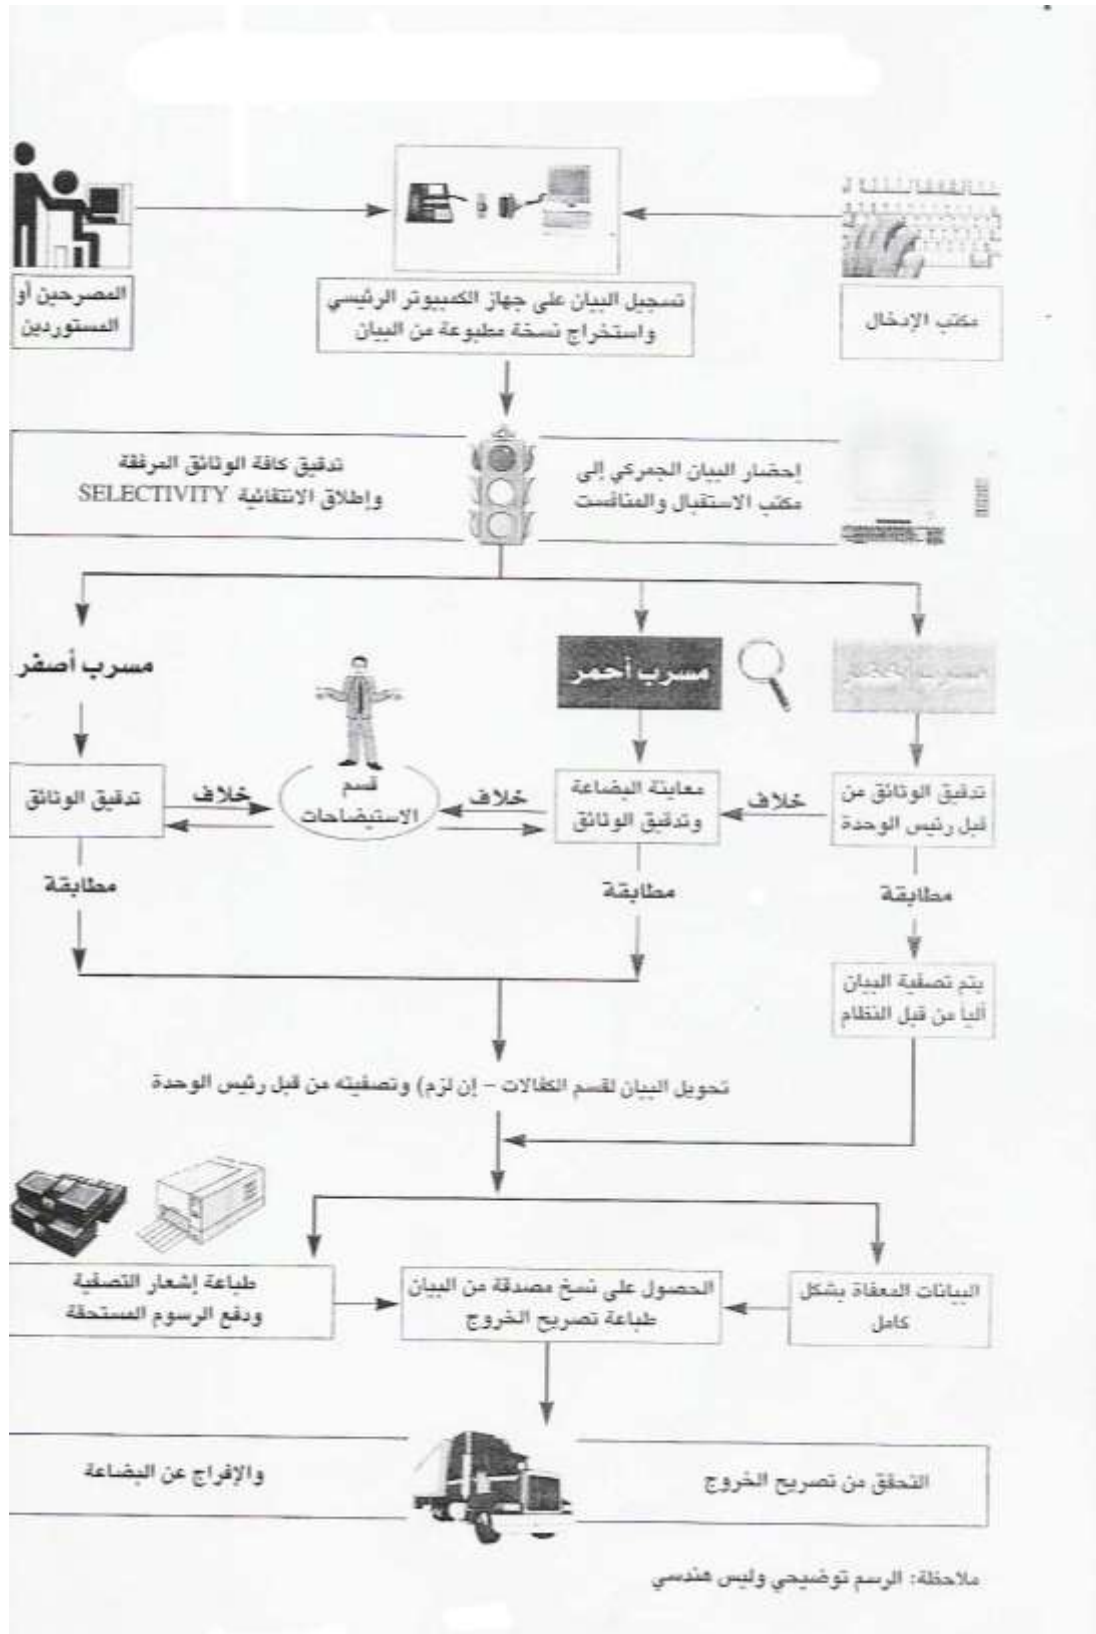 المصرحين أو
المستوردين
تسجيل البيان على جهاز الكمبيوتر الرئيسي
واستخراج نسخة مطبوعة من البيان
مكتب الإدخال
إحضار البيان الجمركي إلى
مكتب الاستقبال والمنافست
تدقيق كافة الوثائق المرفقة
وإطلاق الانتقائية SELECTIVITY
مسرب أخضر
مسرب أحمر
مسرب أصفر
تدقيق الوثائق من
قبل رئيس الوحدة
خلاف
معاينة البضاعة
وتدقيق الوثائق
خلاف
قسم
الاستيضاحات
خلاف
تدقيق الوثائق
مطابقة
مطابقة
مطابقة
يتم تصفية البيان
آلياً من قبل النظام
تحويل البيان لقسم الكفالات – إن لزم) وتصفيته من قبل رئيس الوحدة
البيانات المعفاة بشكل
كامل
الحصول على نسخ مصدقة من البيان
طباعة تصريح الخروج
طباعة إشعار التصفية
ودفع الرسوم المستحقة
التحقق من تصريح الخروج
والإفراج عن البضاعة
ملاحظة: الرسم توضيحي وليس هندسي